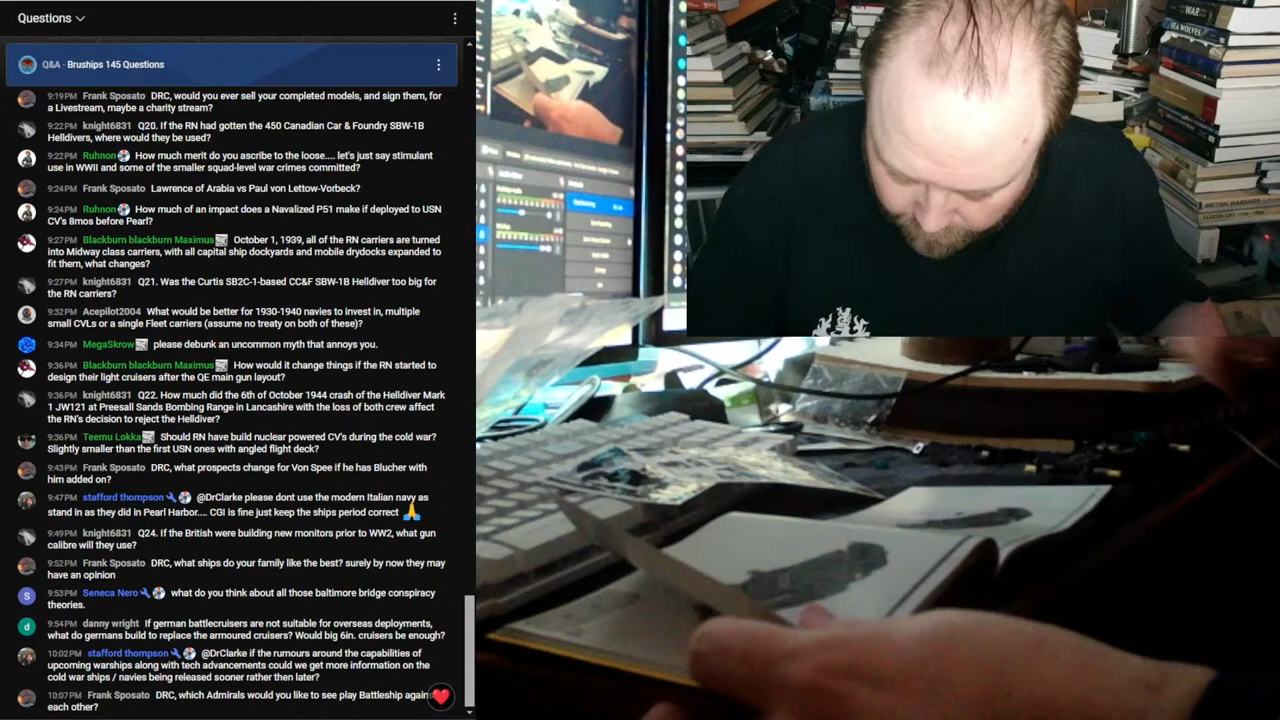 Questions
Q&A · Bruships 145 Questions
9:19PM Frank Sposato DRC, would you ever sell your completed models, and sign them, for
a Livestream, maybe a charity stream?
9:22PM knight6831 Q20. If the RN had gotten the 450 Canadian Car & Foundry SBW-1B
Helldivers, where would they be used?
9:22PM Ruhnon How much merit do you ascribe to the loose.... let's just say stimulant
use in WWII and some of the smaller squad-level war crimes committed?
9:24PM Frank Sposato Lawrence of Arabia vs Paul von Lettow-Vorbeck?
9:24PM Ruhnon How much of an impact does a Navalized P51 make if deployed to USN
CV's 8mos before Pearl?
9:27PM Blackburn blackburn Maximus October 1, 1939, all of the RN carriers are turned
into Midway class carriers, with all capital ship dockyards and mobile drydocks expanded to
fit them, what changes?
9:27PM knight6831 Q21. Was the Curtis SB2C-1-based CC&F SBW-1B Helldiver too big for
the RN carriers?
9:32PM Acepilot2004 What would be better for 1930-1940 navies to invest in, multiple
small CVLs or a single Fleet carriers (assume no treaty on both of these)?
9:34PM MegaSkrow please debunk an uncommon myth that annoys you.
9:36PM Blackburn blackburn Maximus How would it change things if the RN started to
design their light cruisers after the QE main gun layout?
9:36PM knight6831 Q22. How much did the 6th of October 1944 crash of the Helldiver Mark
1 JW121 at Preesall Sands Bombing Range in Lancashire with the loss of both crew affect
the RN's decision to reject the Helldiver?
9:36PM Teemu Lokka Should RN have build nuclear powered CV's during the cold war?
Slightly smaller than the first USN ones with angled flight deck?
9:43PM Frank Sposato DRC, what prospects change for Von Spee if he has Blucher with
him added on?
9:47PM stafford thompson @DrClarke please dont use the modern Italian navy as
stand in as they did in Pearl Harbor.... CGI is fine just keep the ships period correct 🙏
9:49PM knight6831 Q24. If the British were building new monitors prior to WW2, what gun
calibre will they use?
9:52PM Frank Sposato DRC, what ships do your family like the best? surely by now they may
have an opinion
9:53PM Seneca Nero what do you think about all those baltimore bridge conspiracy
theories.
9:54PM danny wright If german battlecruisers are not suitable for overseas deployments,
what do germans build to replace the armoured cruisers? Would big 6in. cruisers be enough?
10:02PM stafford thompson @DrClarke if the rumours around the capabilities of
upcoming warships along with tech advancements could we get more information on the
cold war ships / navies being released sooner rather then later?
10:07PM Frank Sposato DRC, which Admirals would you like to see play Battleship
each other?
WAR
SEA WOLVES
BRITISH WARSHIPS